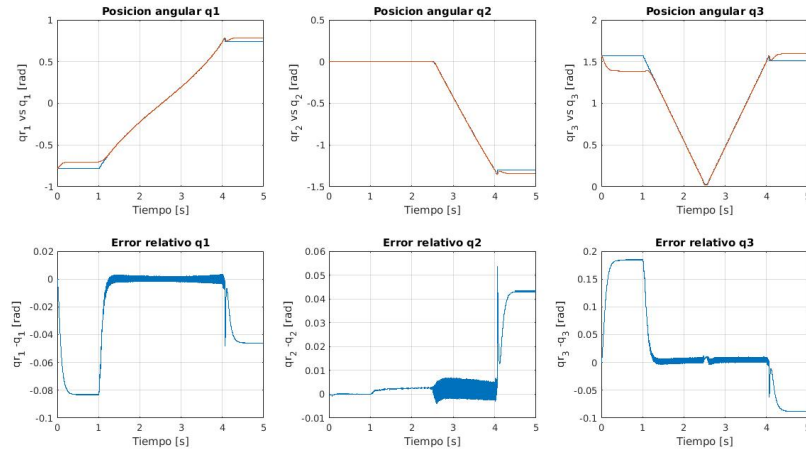 Posicion angular q1
qr1 vs q1 [rad]
1
0.5
0
-0.5
-1
0 1 2 3 4 5
Tiempo [s]
Posicion angular q2
qr2 vs q2 [rad]
0.5
0
-0.5
-1
-1.5
0 1 2 3 4 5
Tiempo [s]
Posicion angular q3
qr3 vs q3 [rad]
2
1.5
1
0.5
0
0 1 2 3 4 5
Tiempo [s]
Error relativo q1
qr1 -q1 [rad]
0.02
0
-0.02
-0.04
-0.06
-0.08
-0.1
0 1 2 3 4 5
Tiempo [s]
Error relativo q2
qr2 -q2 [rad]
0.06
0.05
0.04
0.03
0.02
0.01
0
-0.01
0 1 2 3 4 5
Tiempo [s]
Error relativo q3
qr3 -q3 [rad]
0.2
0.15
0.1
0.05
0
-0.05
-0.1
0 1 2 3 4 5
Tiempo [s]